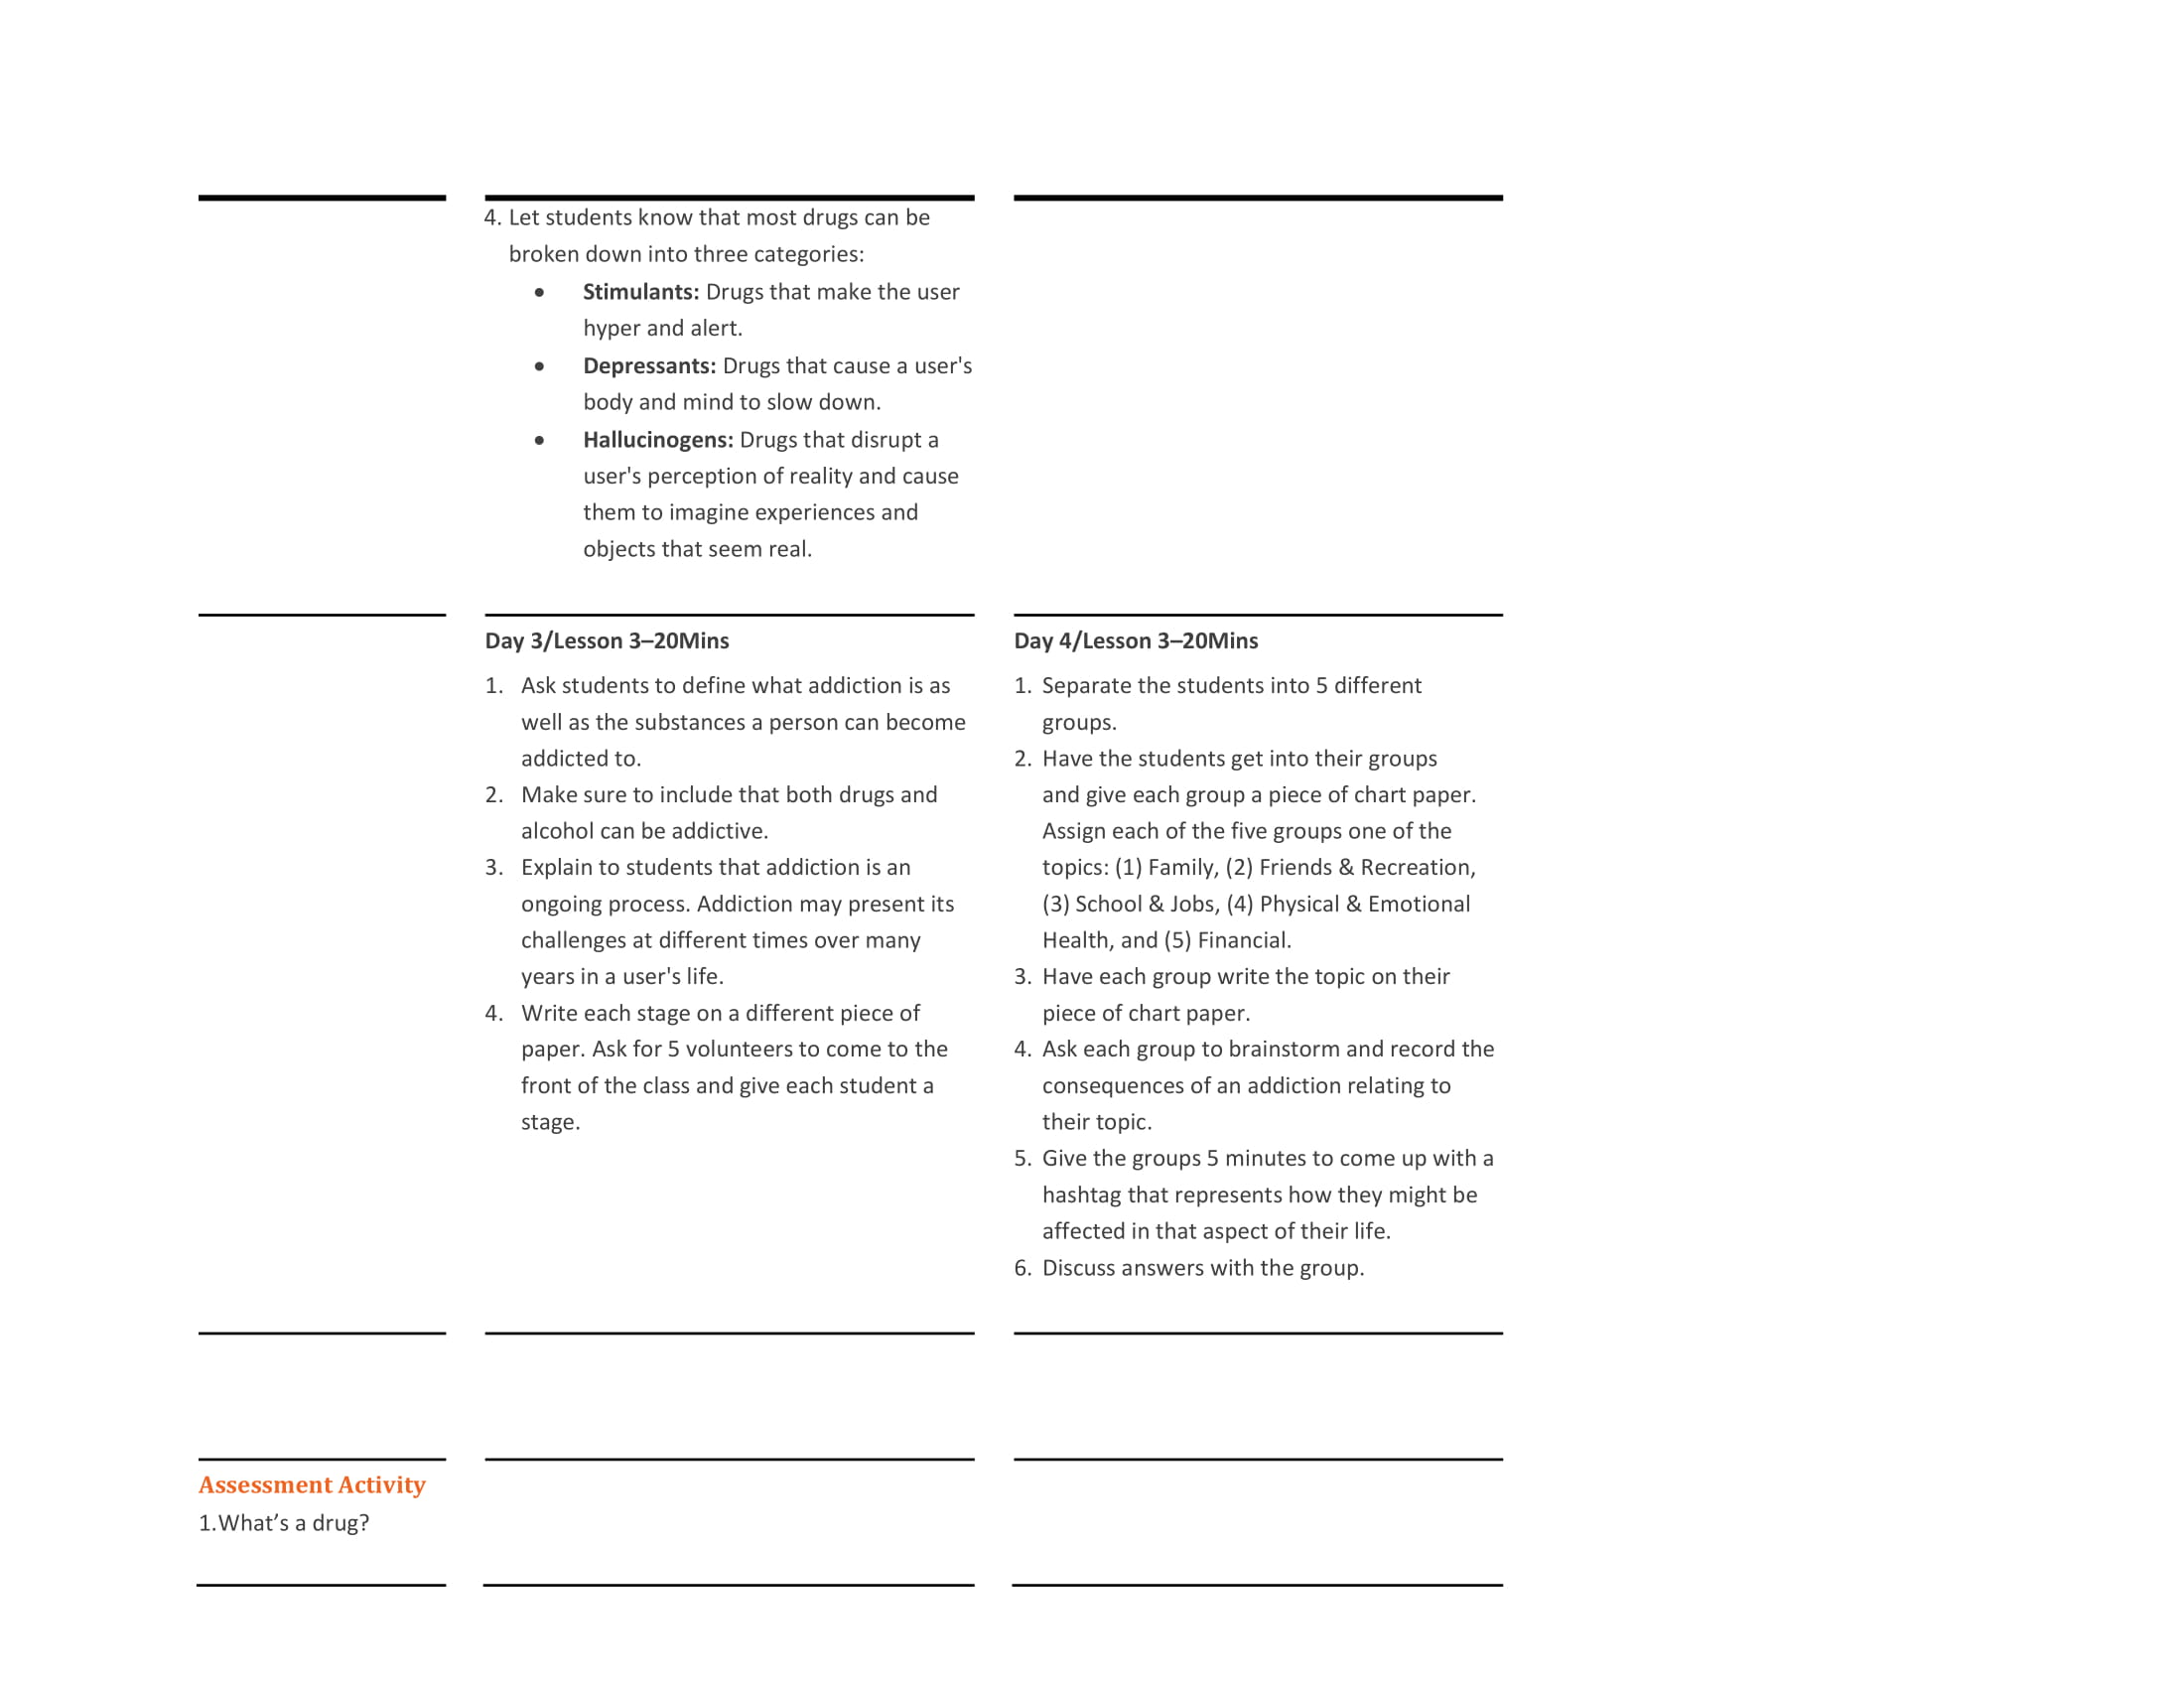 4. Let students know that most drugs can be
broken down into three categories:
• Stimulants: Drugs that make the user
hyper and alert.
• Depressants: Drugs that cause a user's
body and mind to slow down.
• Hallucinogens: Drugs that disrupt a
user's perception of reality and cause
them to imagine experiences and
objects that seem real.
Day 3/Lesson 3–20Mins
1. Ask students to define what addiction is as
well as the substances a person can become
addicted to.
2. Make sure to include that both drugs and
alcohol can be addictive.
3. Explain to students that addiction is an
ongoing process. Addiction may present its
challenges at different times over many
years in a user's life.
4. Write each stage on a different piece of
paper. Ask for 5 volunteers to come to the
front of the class and give each student a
stage.
Day 4/Lesson 3–20Mins
1. Separate the students into 5 different
groups.
2. Have the students get into their groups
and give each group a piece of chart paper.
Assign each of the five groups one of the
topics: (1) Family, (2) Friends & Recreation,
(3) School & Jobs, (4) Physical & Emotional
Health, and (5) Financial.
3. Have each group write the topic on their
piece of chart paper.
4. Ask each group to brainstorm and record the
consequences of an addiction relating to
their topic.
5. Give the groups 5 minutes to come up with a
hashtag that represents how they might be
affected in that aspect of their life.
6. Discuss answers with the group.
Assessment Activity
1.What’s a drug?